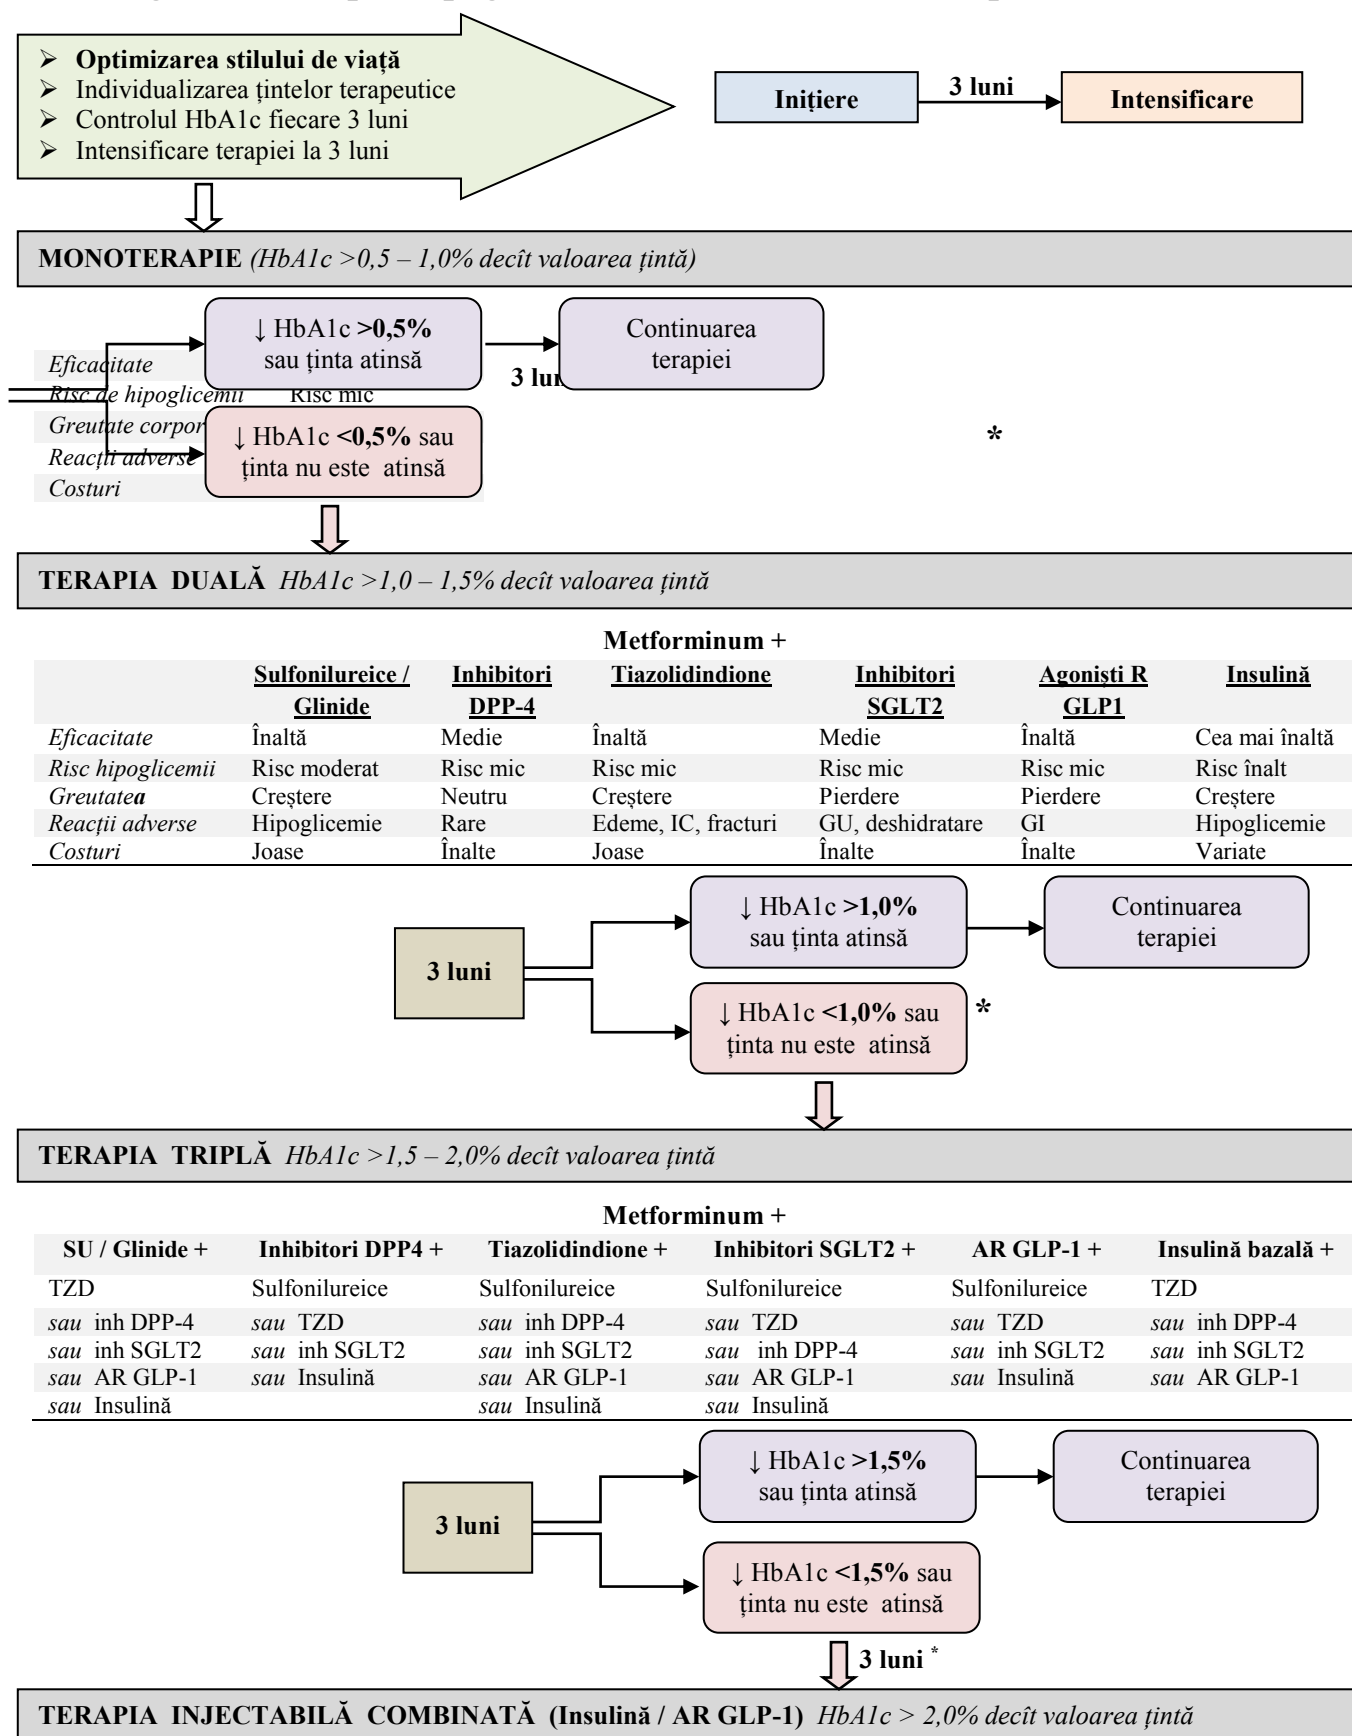 ➢ Optimizarea stilului de viață
➢ Individualizarea țintelor terapeutice
➢ Controlul HbA1c fiecare 3 luni
➢ Intensificare terapiei la 3 luni
Inițiere 3 luni Intensificare
MONOTERAPIE (HbA1c >0,5 – 1,0% decît valoarea țintă)
↓ HbA1c >0,5%
sau ținta atinsă
Continuarea
terapiei
Eficacitate
3 luni
Risc de hipoglicemii Risc mic
Greutate corpor
↓ HbA1c <0,5% sau
ținta nu este atinsă
*
Reacții adverse
Costuri
TERAPIA DUALĂ HbA1c >1,0 – 1,5% decît valoarea țintă
Metforminum +
Sulfonilureice / Inhibitori Tiazolidindione Inhibitori Agoniști R Insulină
Glinide DPP-4 SGLT2 GLP1
Eficacitate Înaltă Medie Înaltă Medie Înaltă Cea mai înaltă
Risc hipoglicemii Risc moderat Risc mic Risc mic Risc mic Risc mic Risc înalt
Greutatea Creștere Neutru Creștere Pierdere Pierdere Creștere
Reacții adverse Hipoglicemie Rare Edeme, IC, fracturi GU, deshidratare GI Hipoglicemie
Costuri Joase Înalte Joase Înalte Înalte Variate
3 luni
↓ HbA1c >1,0%
sau ținta atinsă
Continuarea
terapiei
↓ HbA1c <1,0% sau
ținta nu este atinsă
*
TERAPIA TRIPLĂ HbA1c >1,5 – 2,0% decît valoarea țintă
Metforminum +
SU / Glinide + Inhibitori DPP4 + Tiazolidindione + Inhibitori SGLT2 + AR GLP-1 + Insulină bazală +
TZD Sulfonilureice Sulfonilureice Sulfonilureice Sulfonilureice TZD
sau inh DPP-4 sau TZD sau inh DPP-4 sau TZD sau TZD sau inh DPP-4
sau inh SGLT2 sau inh SGLT2 sau inh SGLT2 sau inh DPP-4 sau inh SGLT2 sau inh SGLT2
sau AR GLP-1 sau Insulină sau AR GLP-1 sau AR GLP-1 sau Insulină sau AR GLP-1
sau Insulină sau Insulină sau Insulină
3 luni
↓ HbA1c >1,5%
sau ținta atinsă
Continuarea
terapiei
↓ HbA1c <1,5% sau
ținta nu este atinsă
3 luni *
TERAPIA INJECTABILĂ COMBINATĂ (Insulină / AR GLP-1) HbA1c > 2,0% decît valoarea țintă